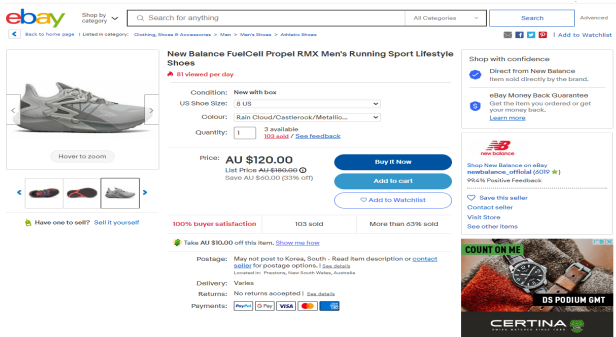 ebay
Shop by category
Search for anything
All Categories
Search
Advanced
Back to home page | Listed in category: Clothing, Shoes & Accessories > Men > Men's Shoes > Athletic Shoes
| Add to Watchlist
New Balance FuelCell Propel RMX Men's Running Sport Lifestyle
Shoes
81 viewed per day
Condition: New with box
US Shoe Size: 8 US
Colour: Rain Cloud/Castlerock/Metallic...
Quantity: 1 3 available
103 sold / See feedback
Price: AU $120.00
List Price AU $180.00
Save AU $60.00 (33% off)
Buy It Now
Add to cart
Add to Watchlist
Hover to zoom
Have one to sell? Sell it yourself
100% buyer satisfaction
103 sold
More than 63% sold
Take AU $10.00 off this item. Show me how
Postage: May not post to Korea, South - Read item description or contact
seller for postage options. | See details
Located in: Prestons, New South Wales, Australia
Delivery: Varies
Returns: No returns accepted | See details
Payments: PayPal G Pay VISA
Shop with confidence
Direct from New Balance
Item sold directly by the brand.
eBay Money Back Guarantee
Get the item you ordered or get
your money back.
Learn more
new balance
Shop New Balance on eBay
newbalance_official (6019)
99.4% Positive Feedback
Save this seller
Contact seller
Visit Store
See other items
COUNT ON ME
DS PODIUM GMT
CERTINA
SWISS WATCHES SINCE 1888